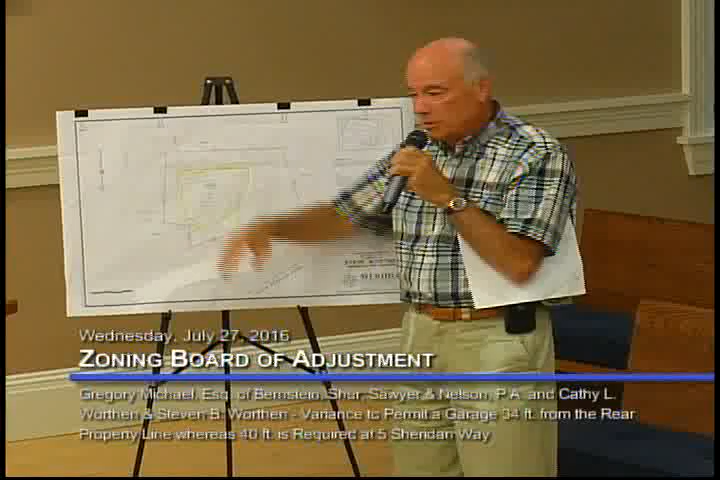 Wednesday, July 27, 2016
ZONING BOARD OF ADJUSTMENT
Gregory Michael, Esq. of Bernstein, Shur, Sawyer & Nelson, P.A. and Cathy L.
Worthen & Steven B. Worthen - Variance to Permit a Garage 34 ft. from the Rear
Property Line whereas 40 ft. is Required at 5 Sheridan Way